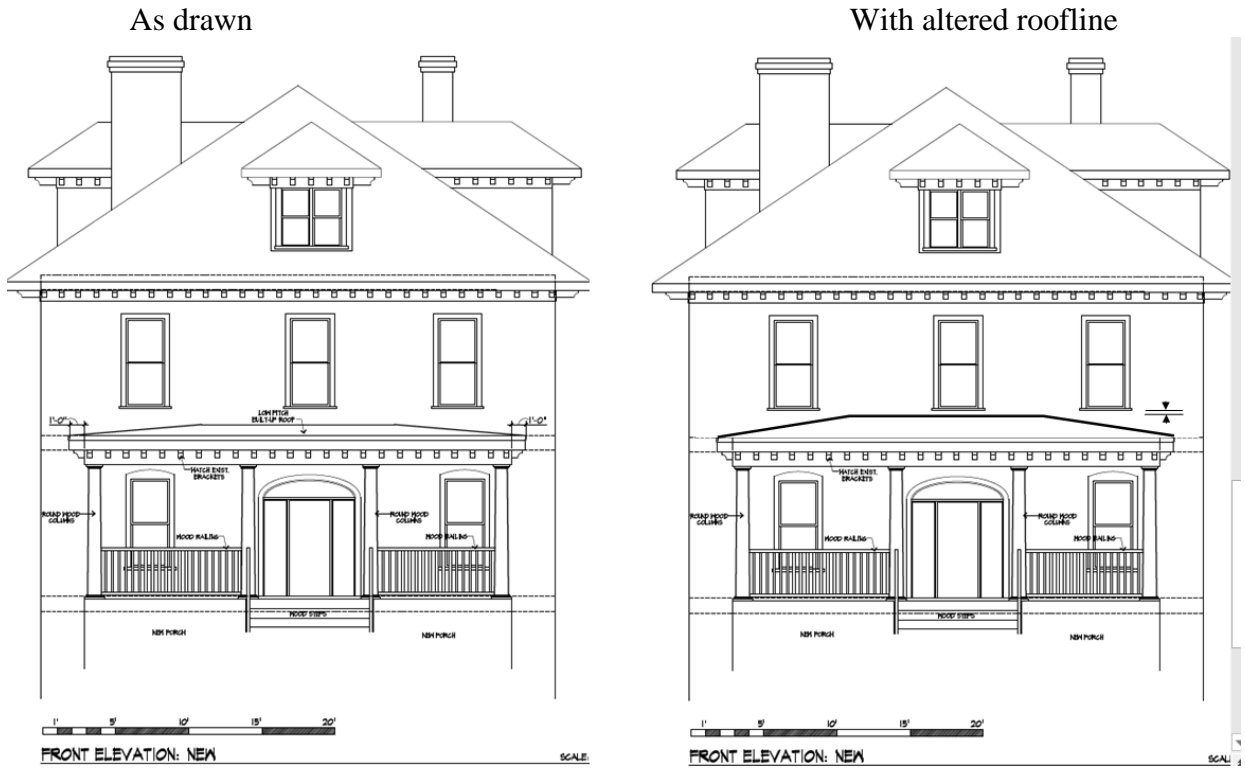 As drawn
With altered roofline
LOW PITCH
BUILT-UP ROOF
1'-0"
1'-0"
MATCH EXIST.
BRACKETS
ROUND WOOD
COLUMNS
ROUND WOOD
COLUMNS
WOOD RAILING
WOOD RAILING
WOOD STEPS
NEW PORCH
NEW PORCH
1' 5' 10' 15' 20'
FRONT ELEVATION: NEW
SCALE:
MATCH EXIST.
BRACKETS
ROUND WOOD
COLUMNS
ROUND WOOD
COLUMNS
WOOD RAILING
WOOD RAILING
WOOD STEPS
NEW PORCH
NEW PORCH
1' 5' 10' 15' 20'
FRONT ELEVATION: NEW
SCAL